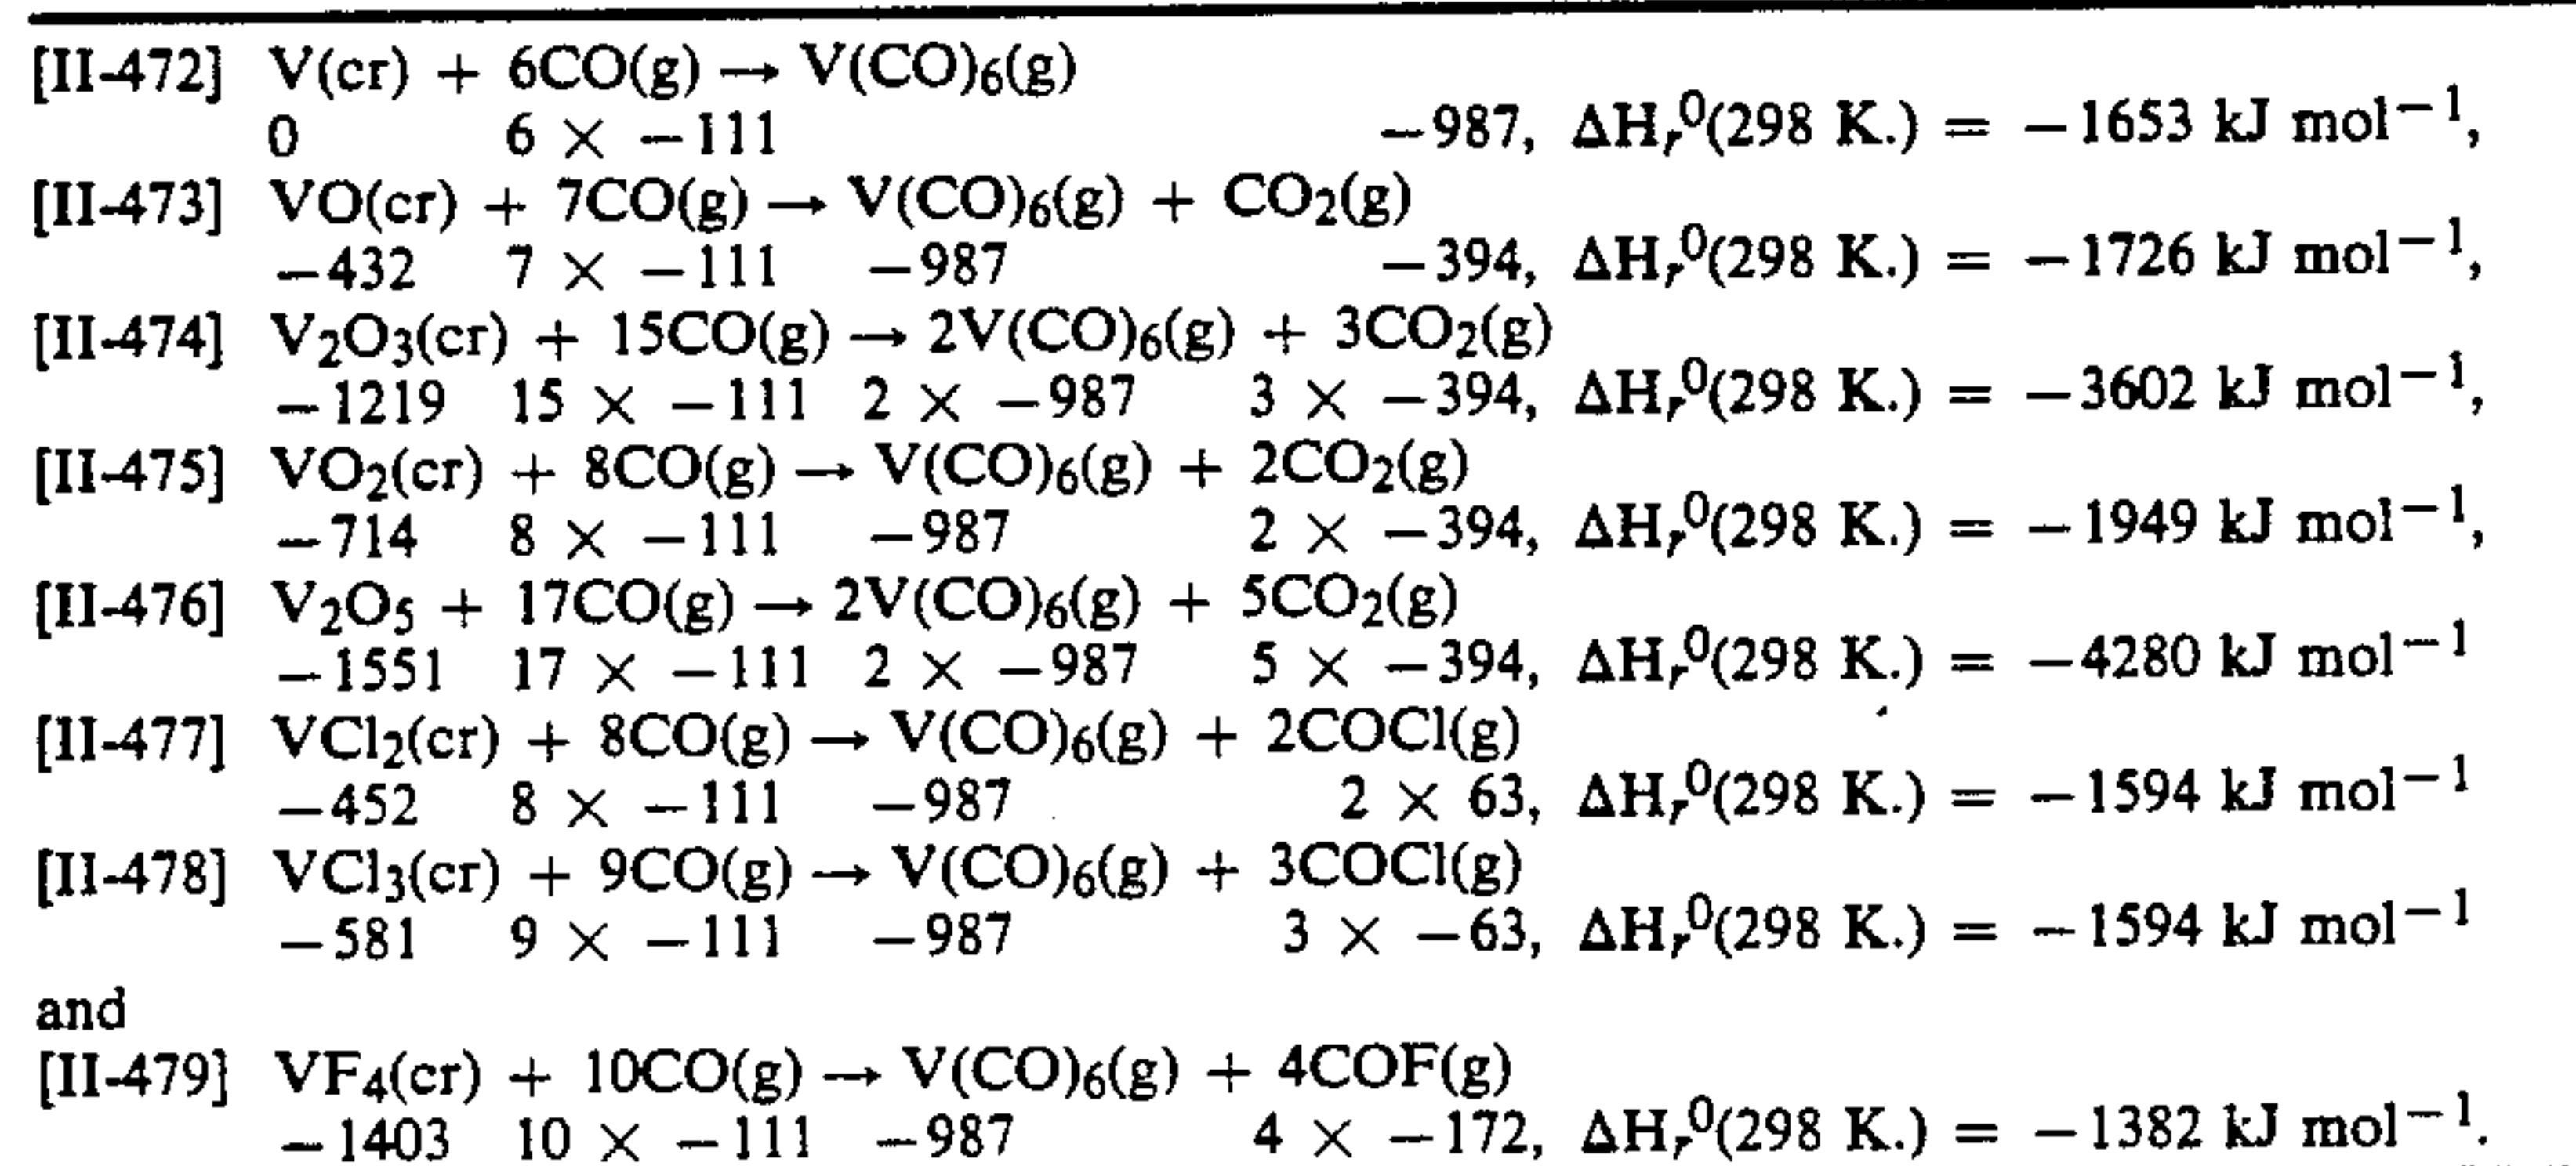 [II-472] V(cr) + 6CO(g) → V(CO)₆(g)
0 6 × −111 −987, ΔHᵣ⁰(298 K.) = −1653 kJ mol⁻¹,
[II-473] VO(cr) + 7CO(g) → V(CO)₆(g) + CO₂(g)
−432 7 × −111 −987 −394, ΔHᵣ⁰(298 K.) = −1726 kJ mol⁻¹,
[II-474] V₂O₃(cr) + 15CO(g) → 2V(CO)₆(g) + 3CO₂(g)
−1219 15 × −111 2 × −987 3 × −394, ΔHᵣ⁰(298 K.) = −3602 kJ mol⁻¹,
[II-475] VO₂(cr) + 8CO(g) → V(CO)₆(g) + 2CO₂(g)
−714 8 × −111 −987 2 × −394, ΔHᵣ⁰(298 K.) = −1949 kJ mol⁻¹,
[II-476] V₂O₅ + 17CO(g) → 2V(CO)₆(g) + 5CO₂(g)
−1551 17 × −111 2 × −987 5 × −394, ΔHᵣ⁰(298 K.) = −4280 kJ mol⁻¹
[II-477] VCl₂(cr) + 8CO(g) → V(CO)₆(g) + 2COCl(g)
−452 8 × −111 −987 2 × 63, ΔHᵣ⁰(298 K.) = −1594 kJ mol⁻¹
[II-478] VCl₃(cr) + 9CO(g) → V(CO)₆(g) + 3COCl(g)
−581 9 × −111 −987 3 × −63, ΔHᵣ⁰(298 K.) = −1594 kJ mol⁻¹
and
[II-479] VF₄(cr) + 10CO(g) → V(CO)₆(g) + 4COF(g)
−1403 10 × −111 −987 4 × −172, ΔHᵣ⁰(298 K.) = −1382 kJ mol⁻¹.